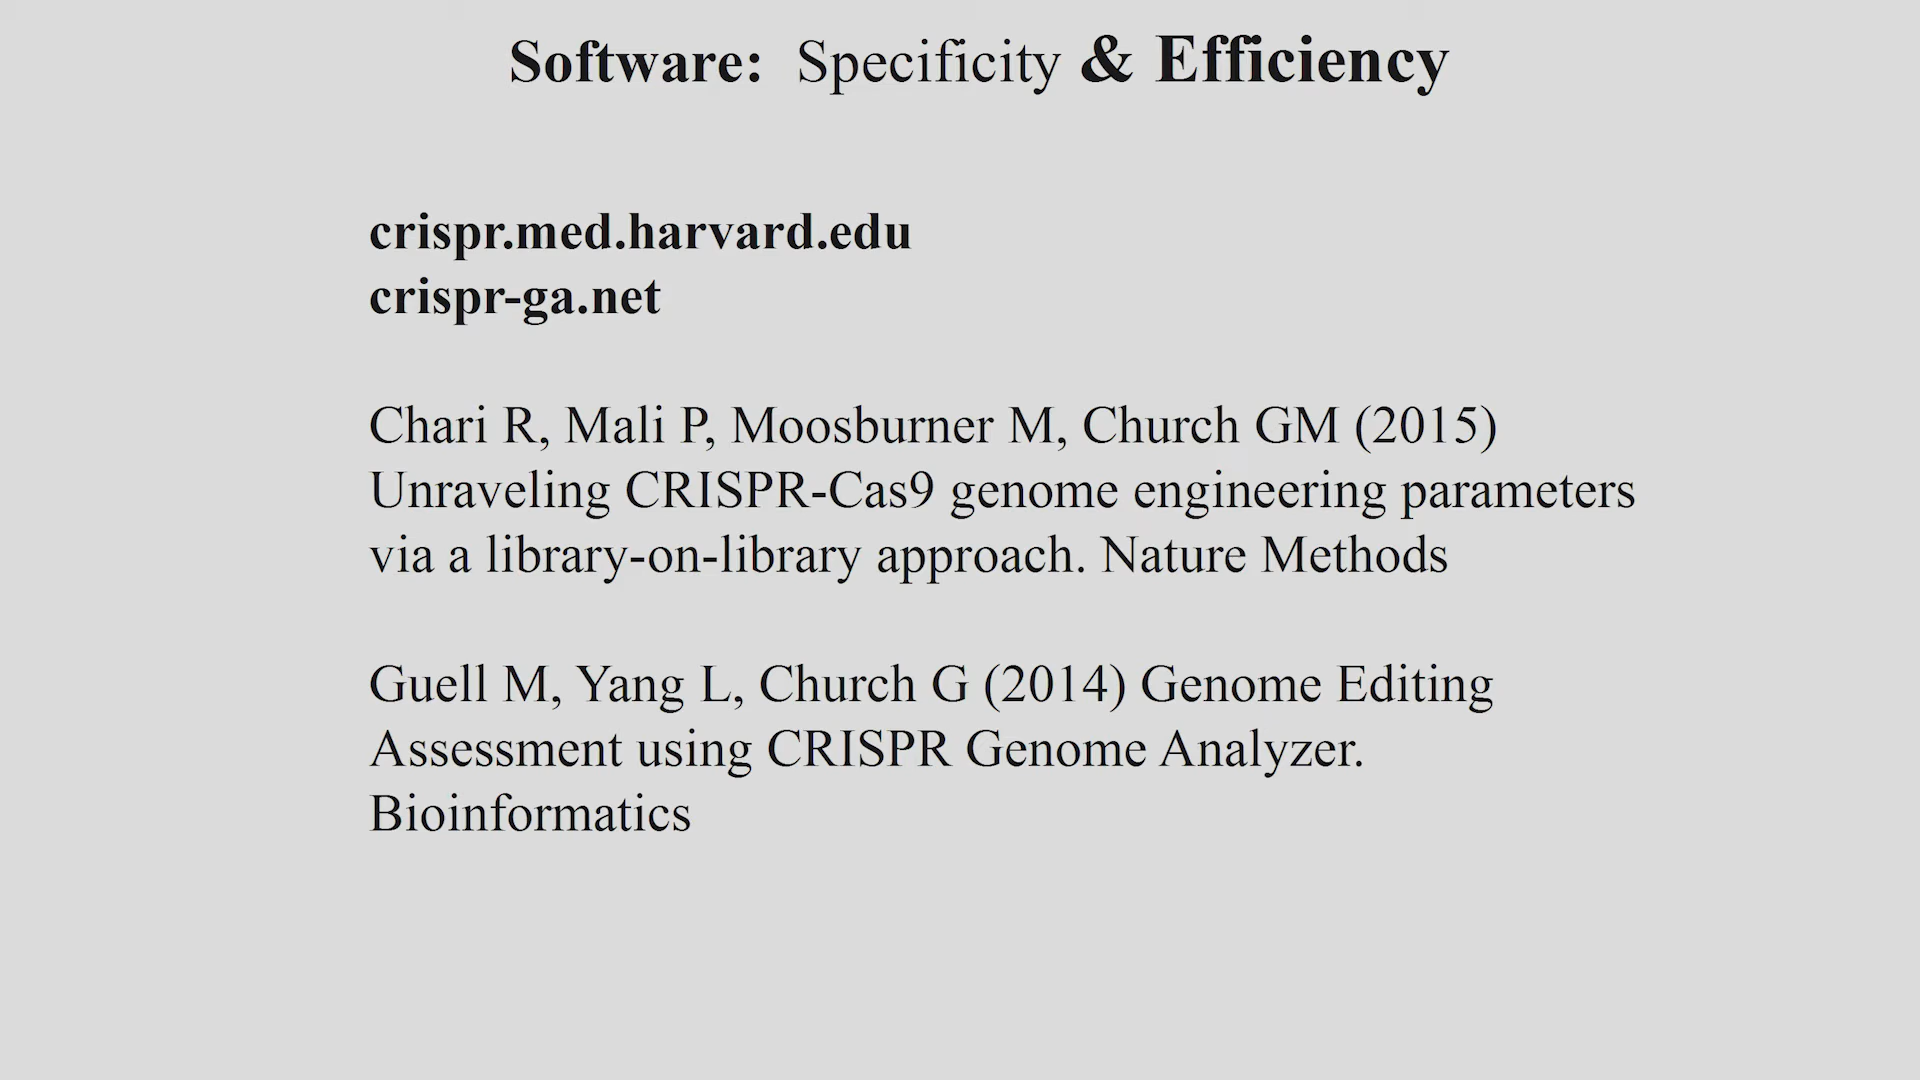 Software: Specificity & Efficiency
crispr.med.harvard.edu
crispr-ga.net
Chari R, Mali P, Moosburner M, Church GM (2015)
Unraveling CRISPR-Cas9 genome engineering parameters
via a library-on-library approach. Nature Methods
Guell M, Yang L, Church G (2014) Genome Editing
Assessment using CRISPR Genome Analyzer.
Bioinformatics